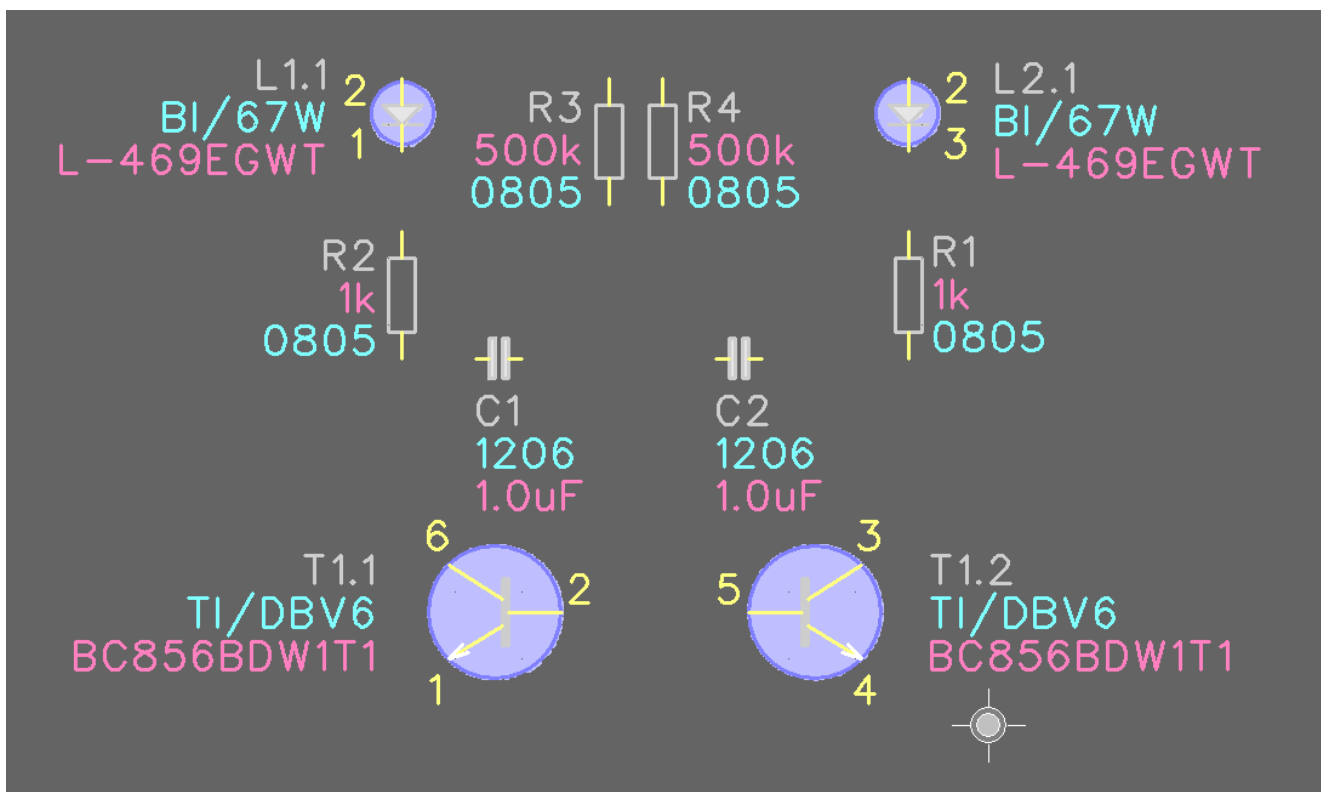 L1.1
BI/67W
L-469EGWT
2
1
R3
500k
0805
R4
500k
0805
2
3
L2.1
BI/67W
L-469EGWT
R2
1k
0805
R1
1k
0805
C1
1206
1.0uF
C2
1206
1.0uF
T1.1
TI/DBV6
BC856BDW1T1
6
2
1
3
5
4
T1.2
TI/DBV6
BC856BDW1T1